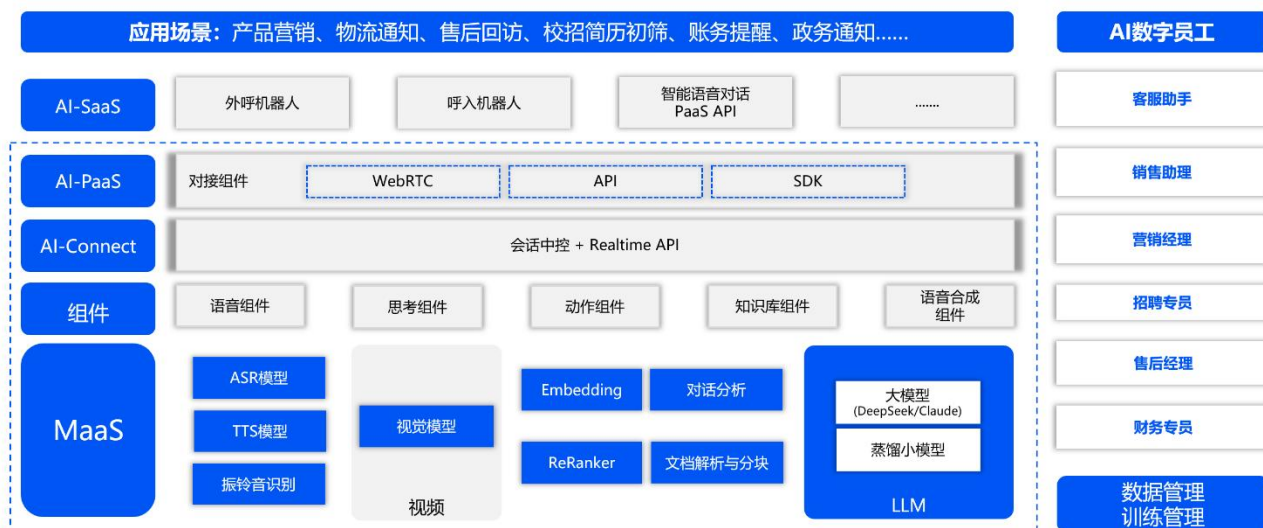 应用场景：产品营销、物流通知、售后回访、校招简历初筛、账务提醒、政务通知……
AI数字员工
AI-SaaS
外呼机器人
呼入机器人
智能语音对话
PaaS API
.......
客服助手
AI-PaaS
对接组件
WebRTC
API
SDK
销售助理
AI-Connect
会话中控 + Realtime API
营销经理
组件
语音组件
思考组件
动作组件
知识库组件
语音合成
组件
招聘专员
MaaS
ASR模型
TTS模型
振铃音识别
视觉模型
视频
Embedding
对话分析
ReRanker
文档解析与分块
大模型
(DeepSeek/Claude)
蒸馏小模型
LLM
售后经理
财务专员
数据管理
训练管理